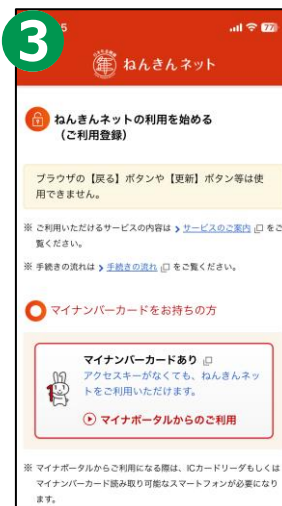 3
5
77
ねんきんネット
ねんきんネットの利用を始める
(ご利用登録)
ブラウザの【戻る】ボタンや【更新】ボタン等は使
用できません。
※ ご利用いただけるサービスの内容は サービスのご案内 をご
覧ください。
※ 手続きの流れは 手続きの流れ をご覧ください。
マイナンバーカードをお持ちの方
マイナンバーカードあり
アクセスキーがなくても、ねんきんネッ
トをご利用いただけます。
マイナポータルからのご利用
※ マイナポータルからご利用になる際は、ICカードリーダもしくは
マイナンバーカード読み取り可能なスマートフォンが必要になり
ます。